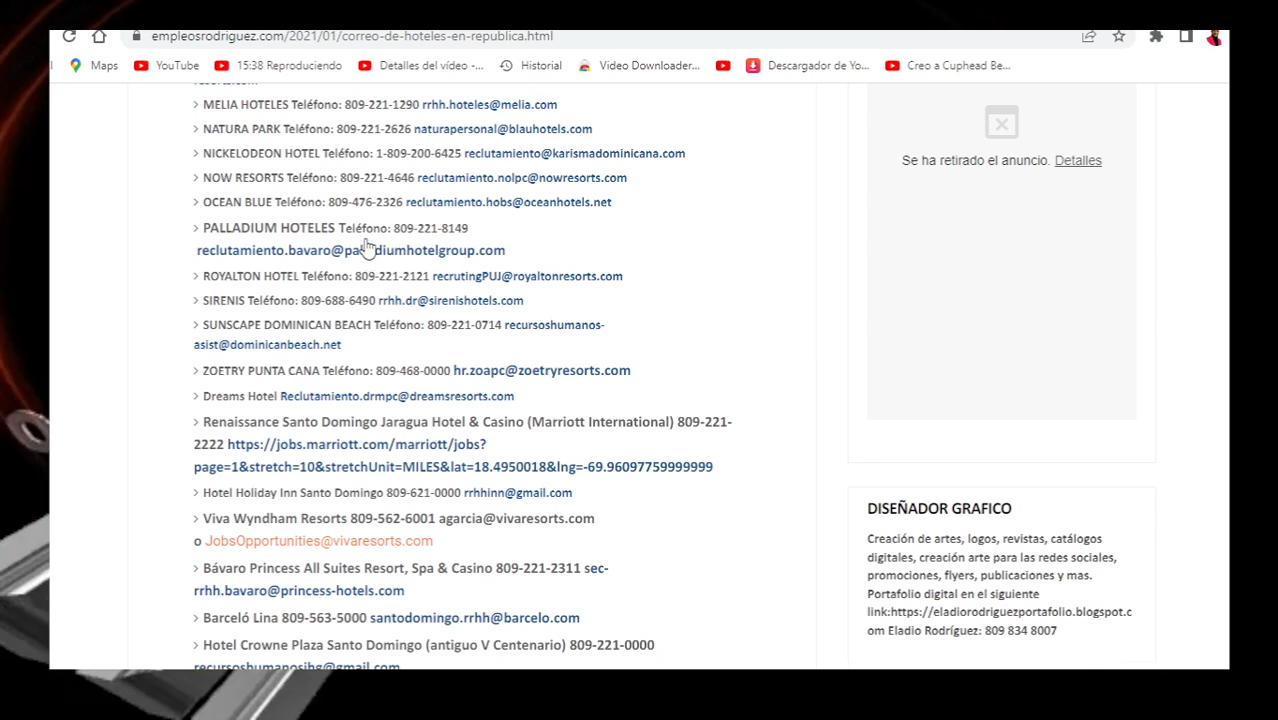 empleosrodriguez.com/2021/01/correo-de-hoteles-en-republica.html
Maps YouTube 15:38 Reproduciendo Detalles del vídeo -... Historial Video Downloader... Descargador de Yo... Creo a Cuphead Be...
MELIA HOTELES Teléfono: 809-221-1290 rrhh.hoteles@melia.com
NATURA PARK Teléfono: 809-221-2626 naturapersonal@blauhotels.com
NICKELODEON HOTEL Teléfono: 1-809-200-6425 reclutamiento@karismadominicana.com
NOW RESORTS Teléfono: 809-221-4646 reclutamiento.nolpc@nowresorts.com
OCEAN BLUE Teléfono: 809-476-2326 reclutamiento.hobs@oceanhotels.net
PALLADIUM HOTELES Teléfono: 809-221-8149
reclutamiento.bavaro@palladiumhotelgroup.com
ROYALTON HOTEL Teléfono: 809-221-2121 recrutingPUJ@royaltonresorts.com
SIRENIS Teléfono: 809-688-6490 rrhh.dr@sirenishotels.com
SUNSCAPE DOMINICAN BEACH Teléfono: 809-221-0714 recursoshumanos-
asist@dominicanbeach.net
ZOETRY PUNTA CANA Teléfono: 809-468-0000 hr.zoapc@zoetryresorts.com
Dreams Hotel Reclutamiento.drmpc@dreamsresorts.com
Renaissance Santo Domingo Jaragua Hotel & Casino (Marriott International) 809-221-
2222 https://jobs.marriott.com/marriott/jobs?
page=1&stretch=10&stretchUnit=MILES&lat=18.4950018&lng=-69.96097759999999
Hotel Holiday Inn Santo Domingo 809-621-0000 rrhhinn@gmail.com
Viva Wyndham Resorts 809-562-6001 agarcia@vivaresorts.com
o JobsOpportunities@vivaresorts.com
Bávaro Princess All Suites Resort, Spa & Casino 809-221-2311 sec-
rrhh.bavaro@princess-hotels.com
Barceló Lina 809-563-5000 santodomingo.rrhh@barcelo.com
Hotel Crowne Plaza Santo Domingo (antiguo V Centenario) 809-221-0000
recursoshumanosihg@gmail.com
Se ha retirado el anuncio. Detalles
DISEÑADOR GRAFICO
Creación de artes, logos, revistas, catálogos
digitales, creación arte para las redes sociales,
promociones, flyers, publicaciones y mas.
Portafolio digital en el siguiente
link:https://eladiorodriguezportafolio.blogspot.c
om Eladio Rodríguez: 809 834 8007